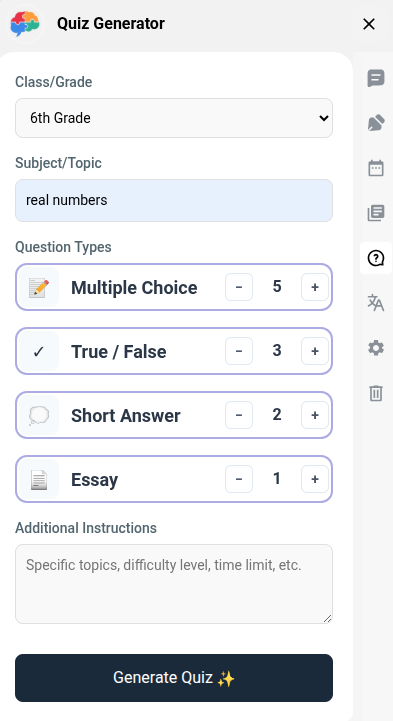 Quiz Generator
Class/Grade
6th Grade
Subject/Topic
real numbers
Question Types
Multiple Choice - 5 +
✓ True / False - 3 +
Short Answer - 2 +
Essay - 1 +
Additional Instructions
Specific topics, difficulty level, time limit, etc.
Generate Quiz ✨